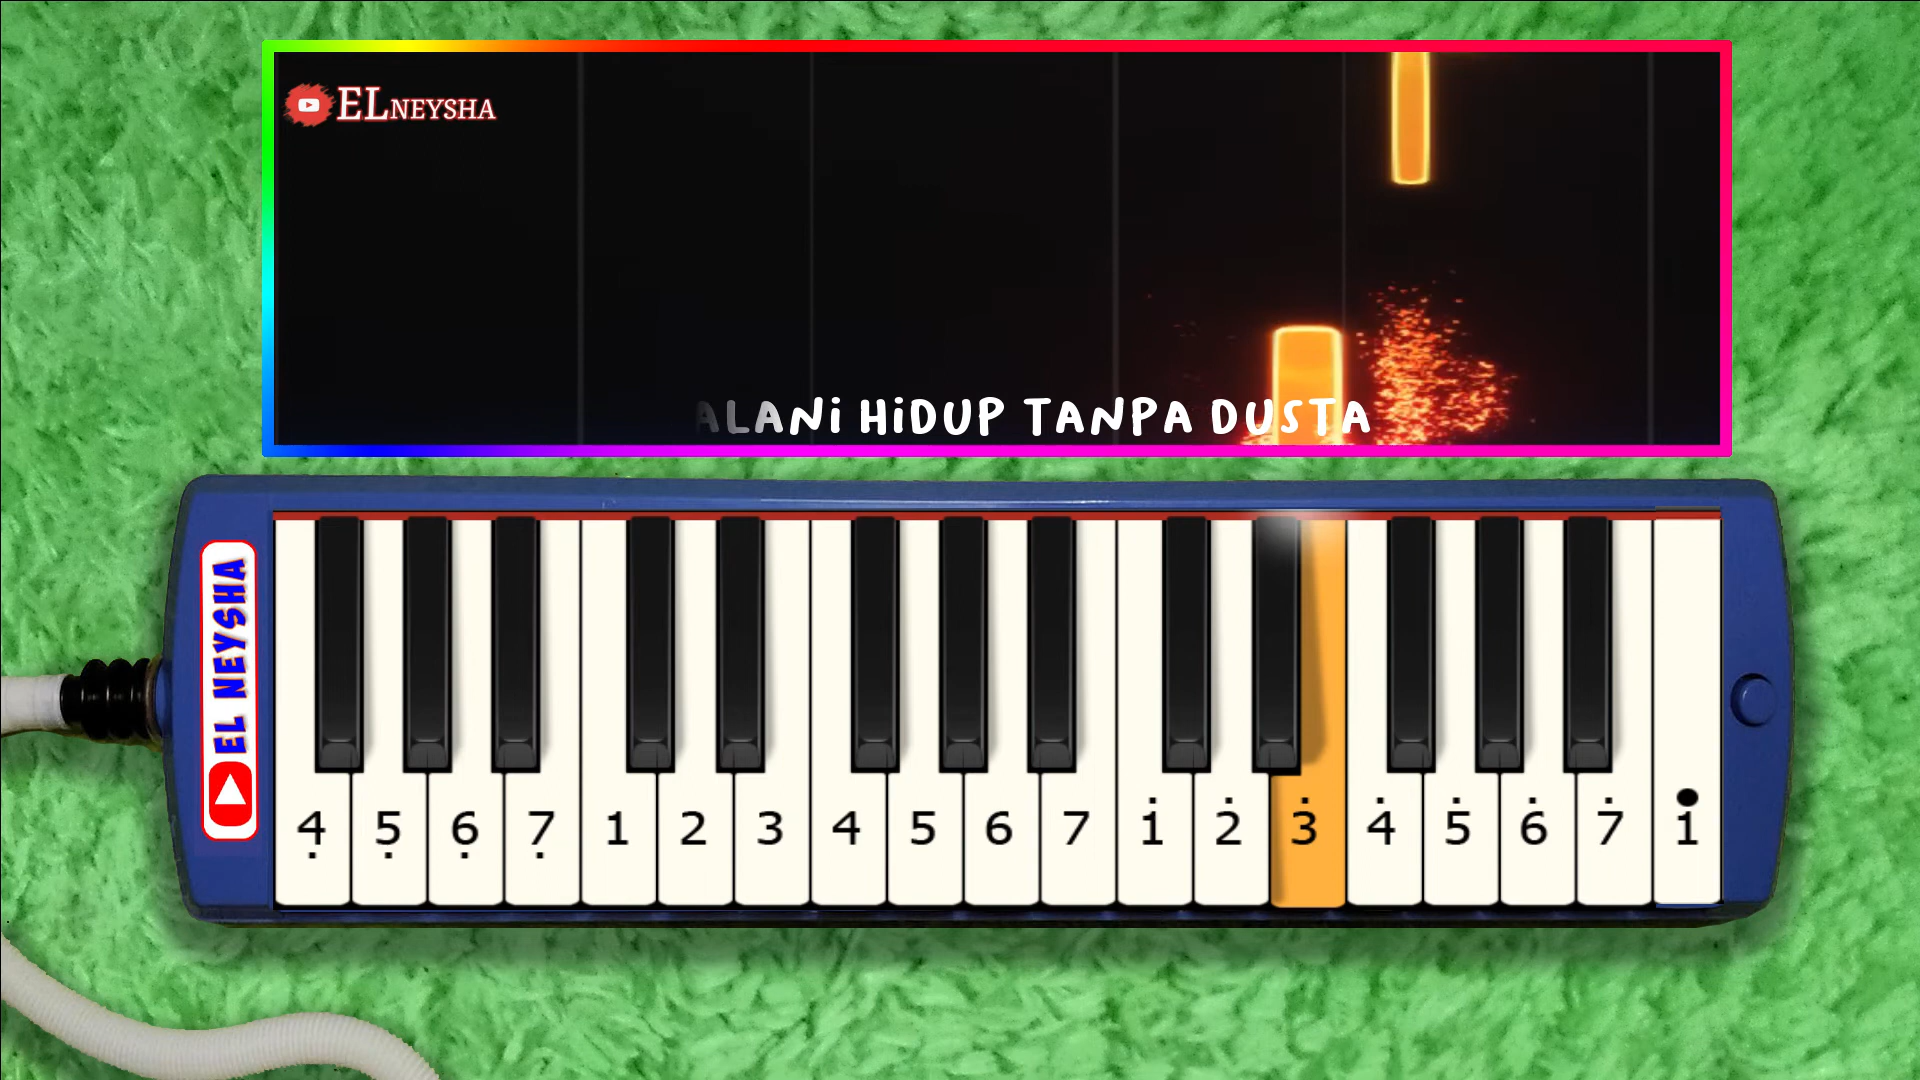 ELNEYSHA
ALANi HiDUP TANPA DUSTA
EL NEYSHA
4̣ 5̣ 6̣ 7̣ 1 2 3 4 5 6 7 1̇ 2̇ 3̇ 4̇ 5̇ 6̇ 7̇ 1̇